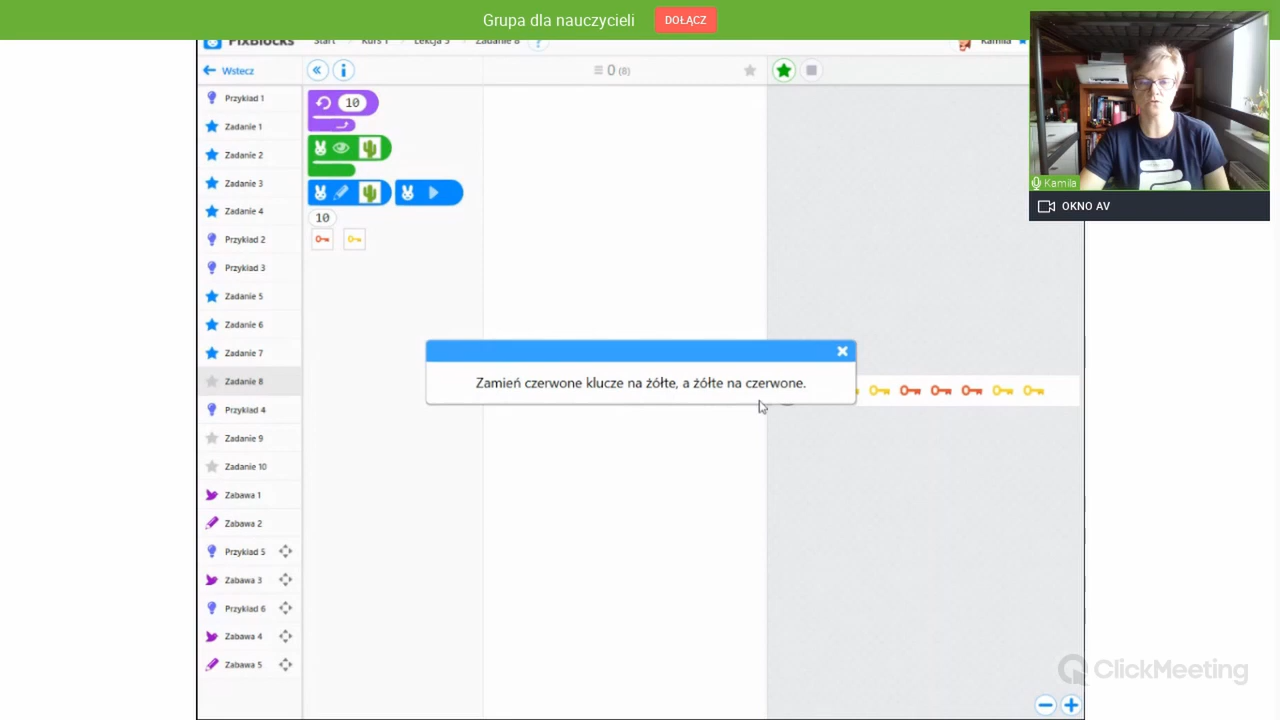 Grupa dla nauczycieli DOŁĄCZ
PixBlocks Start Kurs 1 Lekcja 3 Zadanie 8 ? Kamila
Wstecz
0 (8)
Przykład 1
Zadanie 1
Zadanie 2
Zadanie 3
Zadanie 4
Przykład 2
Przykład 3
Zadanie 5
Zadanie 6
Zadanie 7
Zadanie 8
Przykład 4
Zadanie 9
Zadanie 10
Zabawa 1
Zabawa 2
Przykład 5
Zabawa 3
Przykład 6
Zabawa 4
Zabawa 5
10
10
Zamień czerwone klucze na żółte, a żółte na czerwone.
Kamila
OKNO AV
ClickMeeting